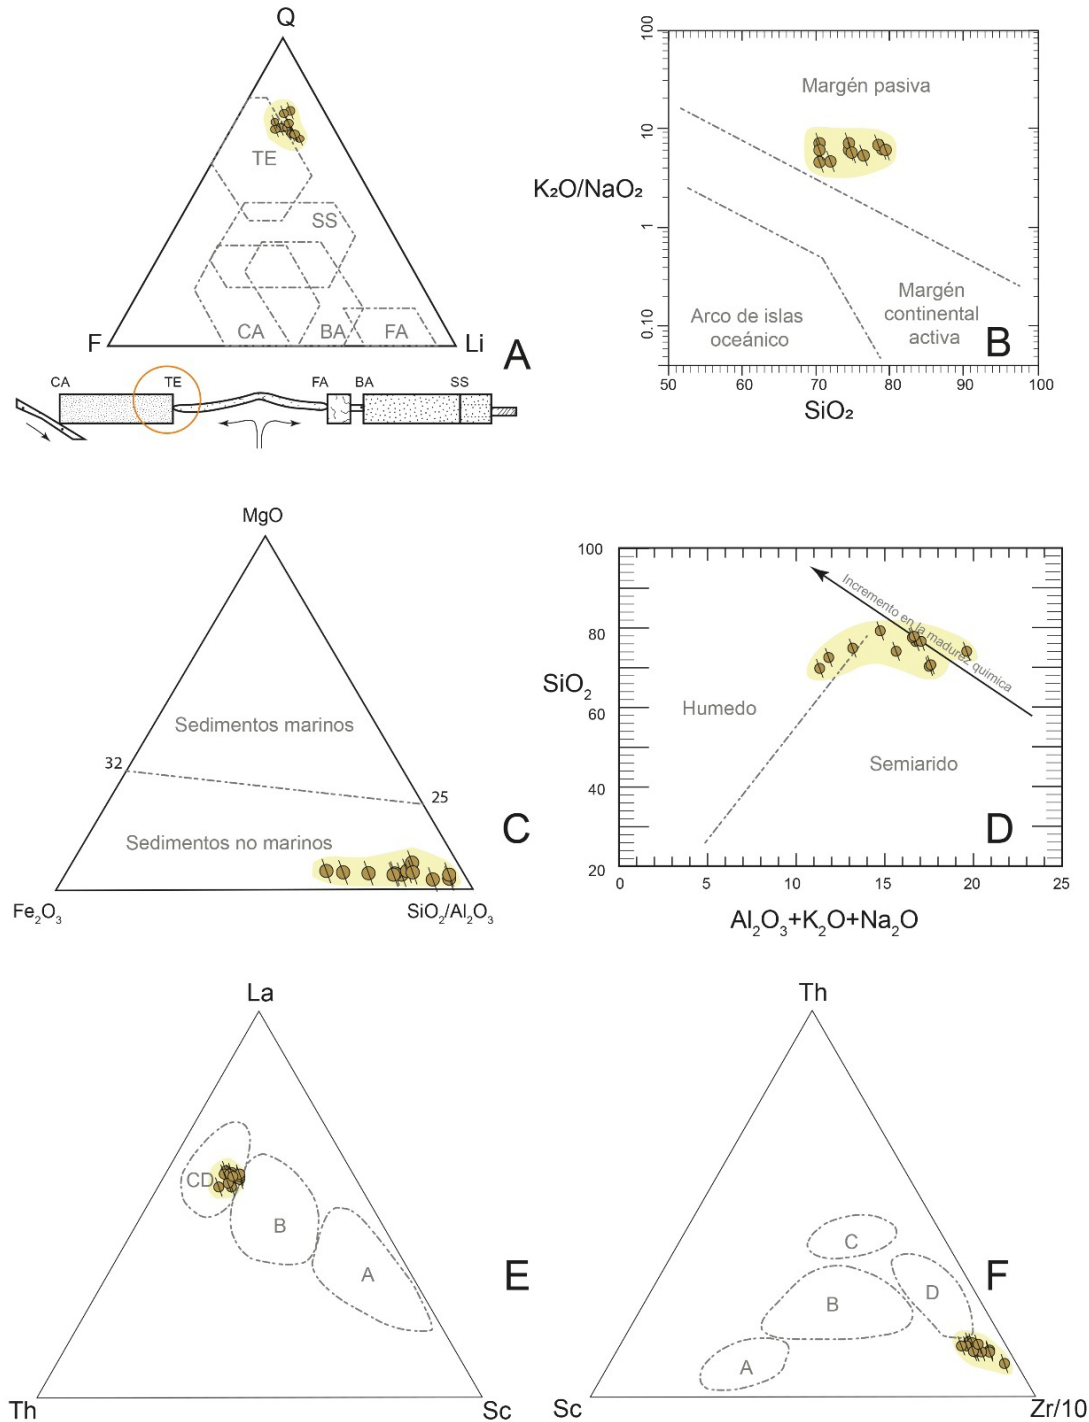 Q
TE
SS
CA
BA
FA
F
Li
A
CA
TE
FA
BA
SS
100
10
1
0.10
K₂O/NaO₂
Margén pasiva
Arco de islas
oceánico
Margén
continental
activa
B
50
60
70
80
90
100
SiO₂
MgO
Sedimentos marinos
32
25
Sedimentos no marinos
C
Fe₂O₃
SiO₂/Al₂O₃
100
80
60
40
20
SiO₂
Incremento en la madurez quimica
Humedo
Semiarido
D
0
5
10
15
20
25
Al₂O₃+K₂O+Na₂O
La
CD
B
A
E
Th
Sc
Th
C
B
D
A
F
Sc
Zr/10